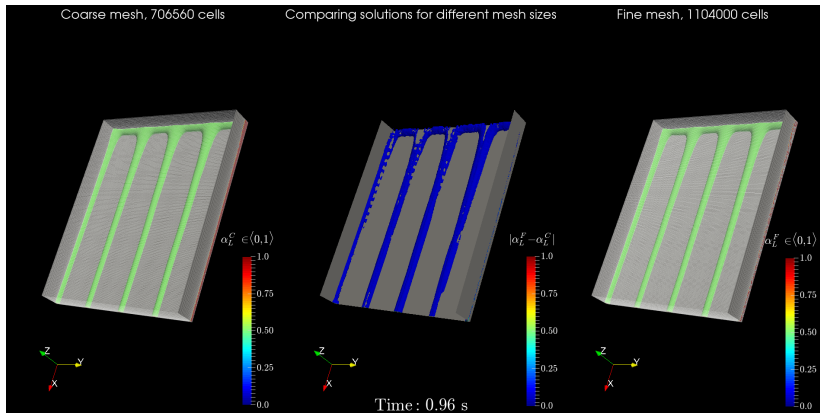 Coarse mesh, 706560 cells
Comparing solutions for different mesh sizes
Fine mesh, 1104000 cells
α_L^C ∈⟨0,1⟩
1.0
0.75
0.50
0.25
0.0
Z
Y
X
|α_L^F−α_L^C|
1.0
0.75
0.50
0.25
0.0
Z
Y
X
α_L^F ∈⟨0,1⟩
1.0
0.75
0.50
0.25
0.0
Z
Y
X
Time: 0.96 s